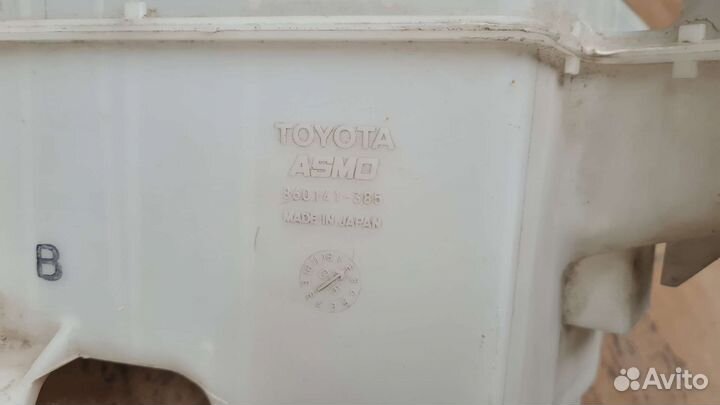 TOYOTA
ASMO
860141-385
MADE IN JAPAN
B
Avito